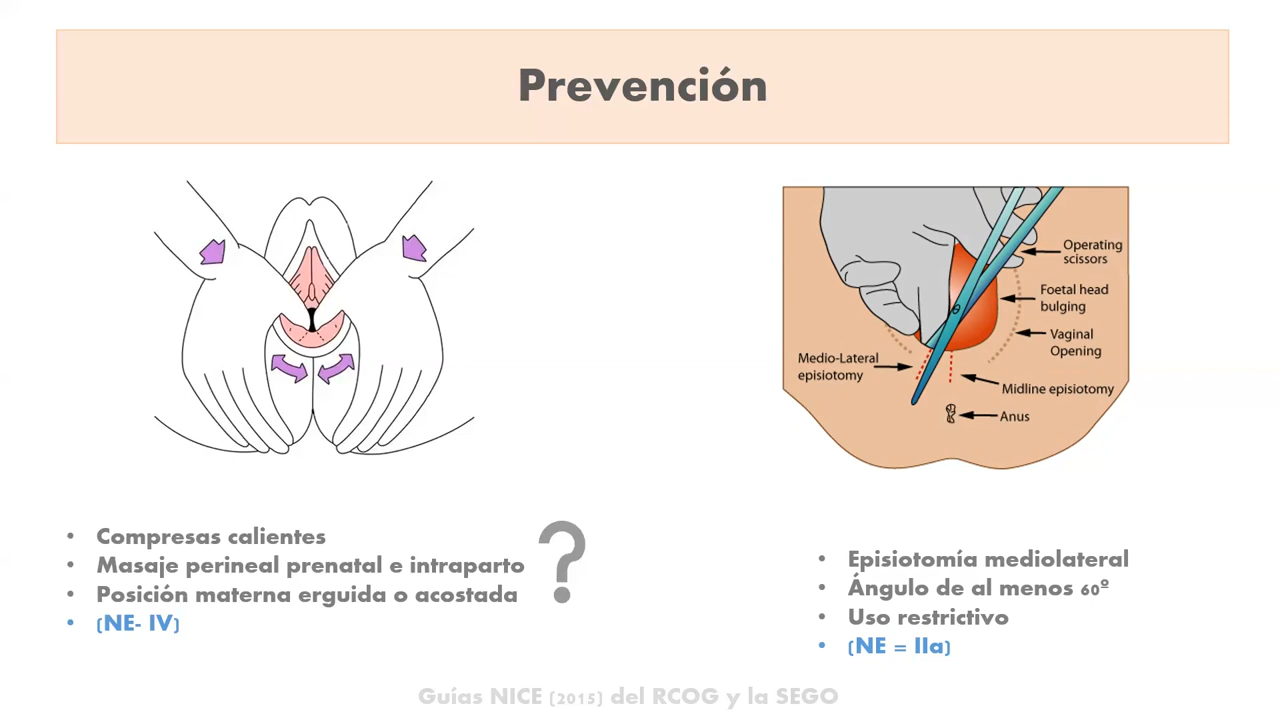 Prevención
Operating
scissors
Foetal head
bulging
Vaginal
Opening
Medio-Lateral
episiotomy
Midline episiotomy
Anus
• Compresas calientes
• Masaje perineal prenatal e intraparto
• Posición materna erguida o acostada
• (NE- IV)
?
• Episiotomía mediolateral
• Ángulo de al menos 60º
• Uso restrictivo
• (NE = IIa)
Guías NICE (2015) del RCOG y la SEGO